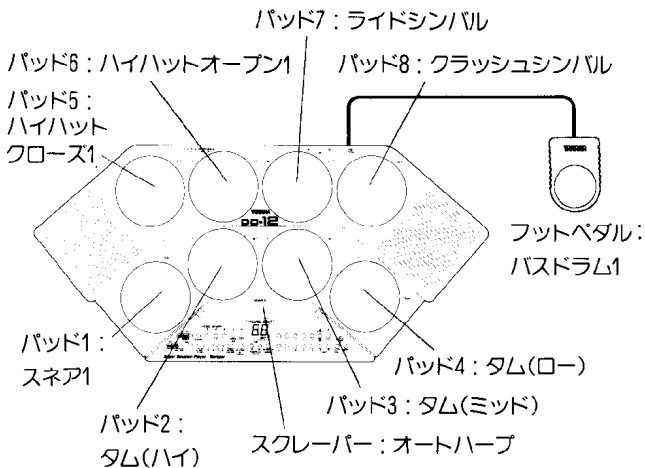 パッド7：ライドシンバル
パッド6：ハイハットオープン1
パッド8：クラッシュシンバル
パッド5：
ハイハット
クローズ1
YAMAHA
DD-12
フットペダル：
バスドラム1
88
パッド1：
スネア1
パッド4：タム(ロー)
パッド3：タム(ミッド)
パッド2：
タム(ハイ)
スクレーパー：オートハープ